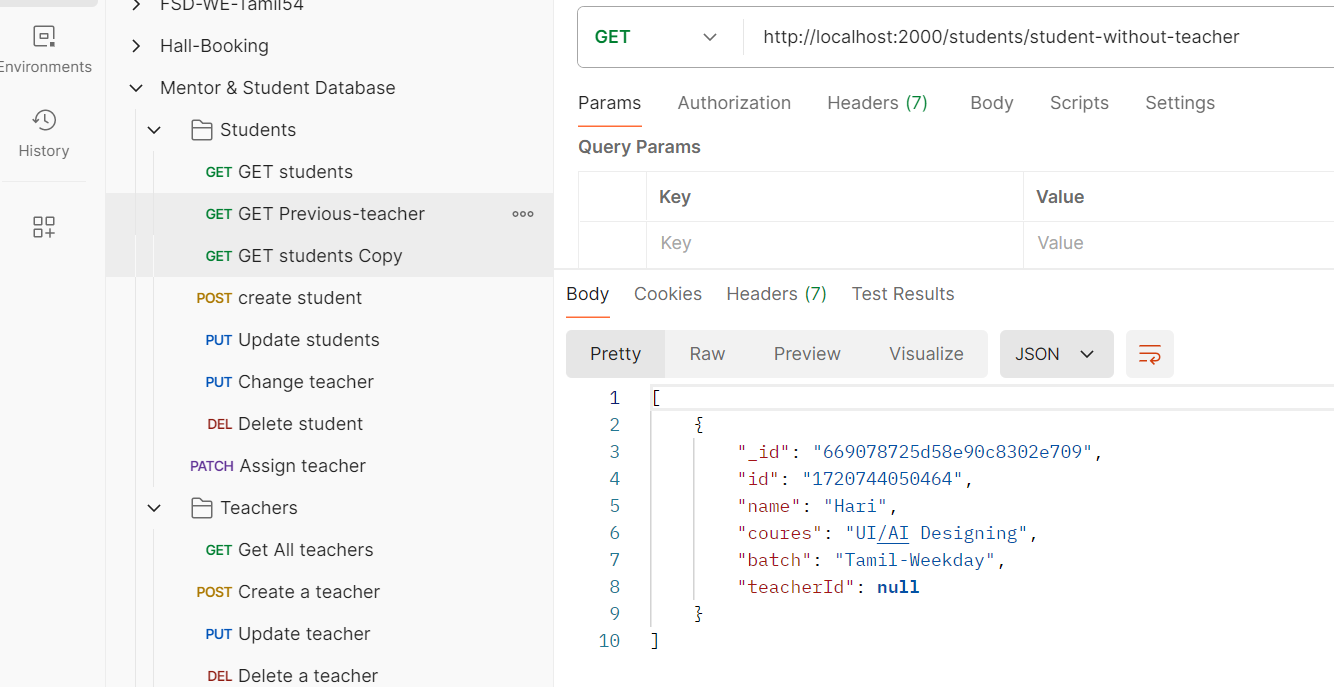 FSD-WE-Tamil54
Environments
Hall-Booking
Mentor & Student Database
History
Students
GET GET students
GET GET Previous-teacher
GET GET students Copy
POST create student
PUT Update students
PUT Change teacher
DEL Delete student
PATCH Assign teacher
Teachers
GET Get All teachers
POST Create a teacher
PUT Update teacher
DEL Delete a teacher
GET http://localhost:2000/students/student-without-teacher
Params Authorization Headers (7) Body Scripts Settings
Query Params
Key Value
Key Value
Body Cookies Headers (7) Test Results
Pretty Raw Preview Visualize JSON
1 [
2 {
3 "_id": "669078725d58e90c8302e709",
4 "id": "1720744050464",
5 "name": "Hari",
6 "coures": "UI/AI Designing",
7 "batch": "Tamil-Weekday",
8 "teacherId": null
9 }
10 ]